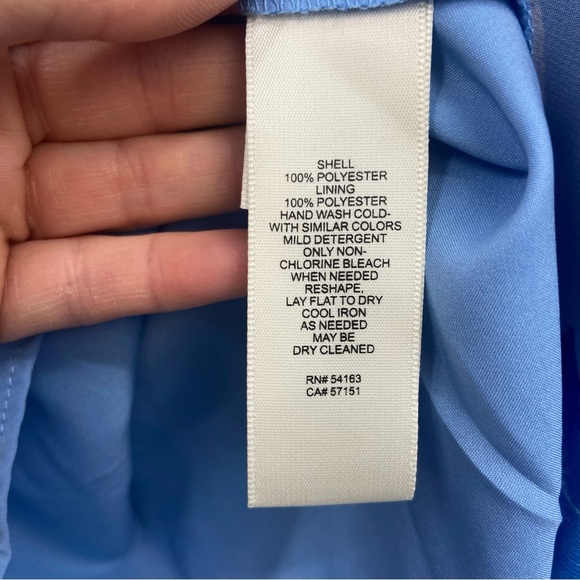 SHELL
100% POLYESTER
LINING
100% POLYESTER
HAND WASH COLD-
WITH SIMILAR COLORS
MILD DETERGENT
ONLY NON-
CHLORINE BLEACH
WHEN NEEDED
RESHAPE,
LAY FLAT TO DRY
COOL IRON
AS NEEDED
MAY BE
DRY CLEANED
RN# 54163
CA# 57151